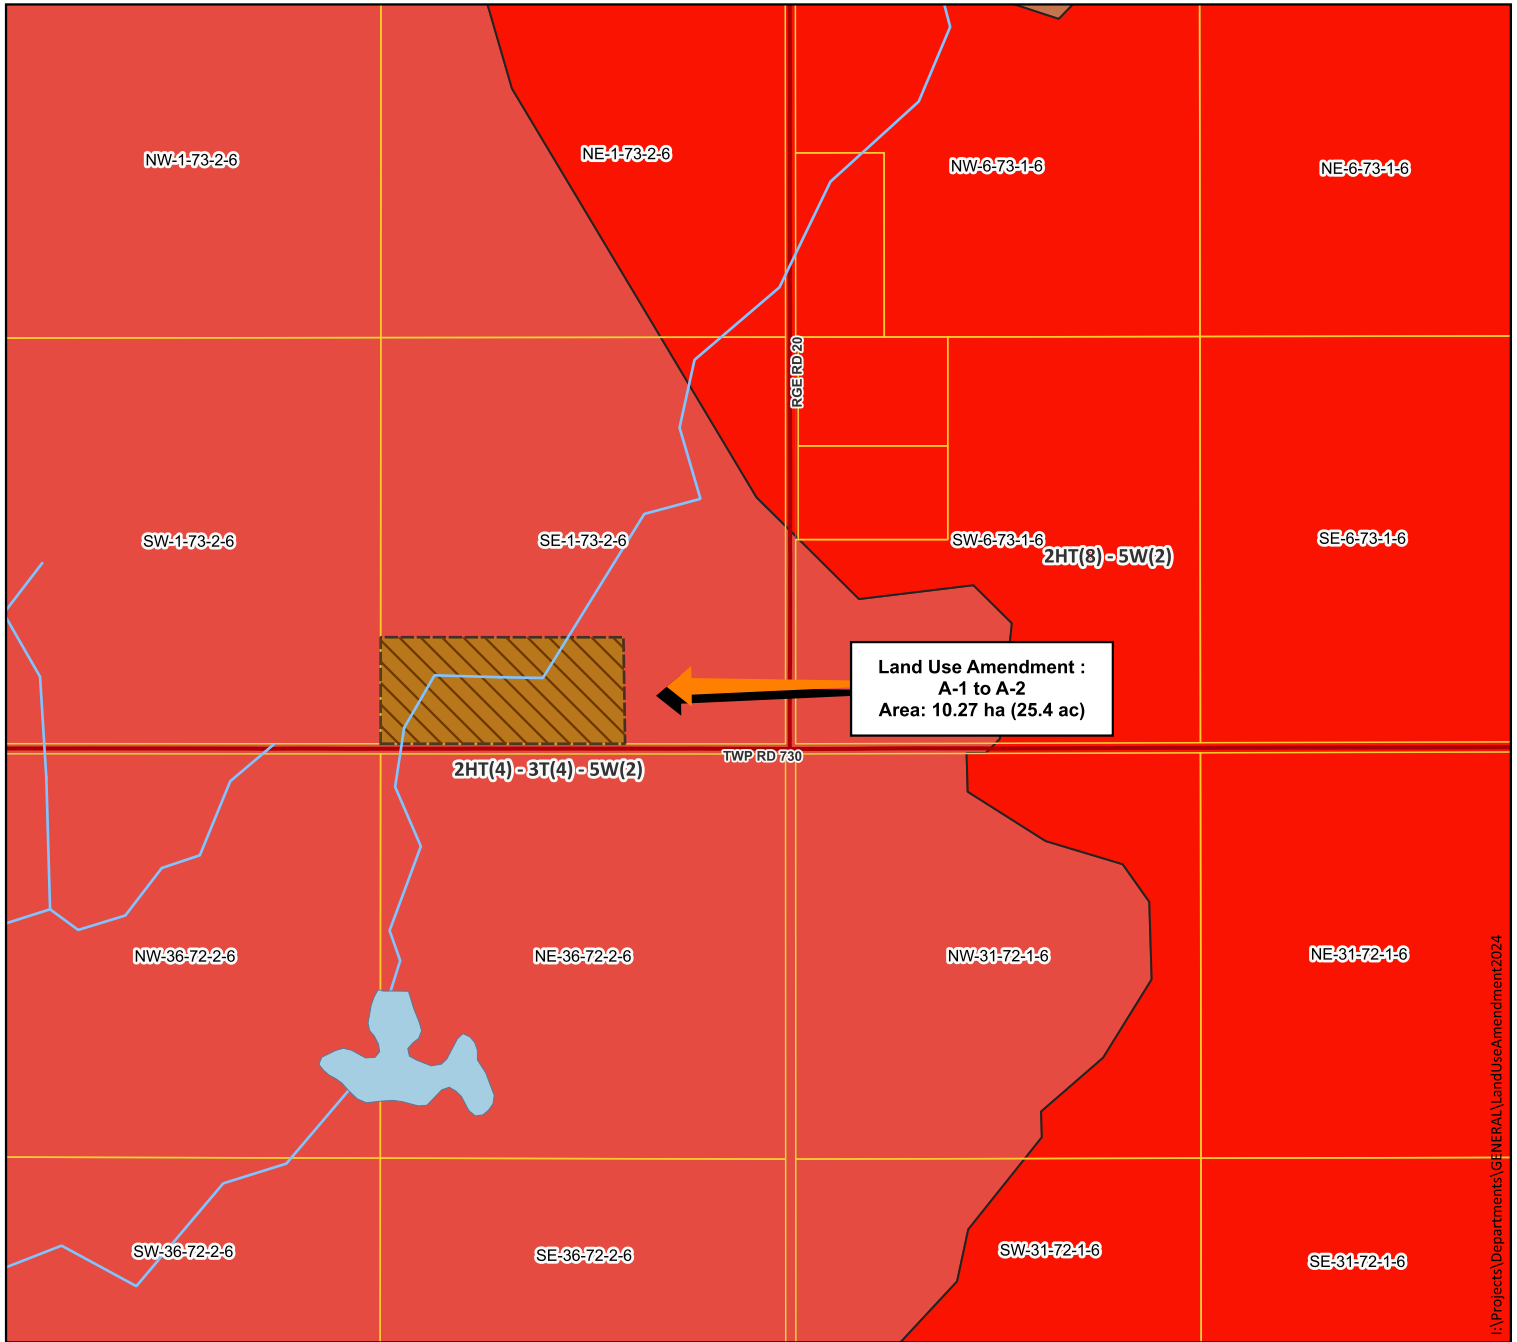 NW-1-73-2-6
NE-1-73-2-6
NW-6-73-1-6
NE-6-73-1-6
RGE RD 20
SW-1-73-2-6
SE-1-73-2-6
SW-6-73-1-6
SE-6-73-1-6
2HT(8) - 5W(2)
Land Use Amendment :
A-1 to A-2
Area: 10.27 ha (25.4 ac)
TWP RD 730
2HT(4) - 3T(4) - 5W(2)
NW-36-72-2-6
NE-36-72-2-6
NW-31-72-1-6
NE-31-72-1-6
SW-36-72-2-6
SE-36-72-2-6
SW-31-72-1-6
SE-31-72-1-6
I:\Projects\Departments\GENERAL\LandUseAmendment2024